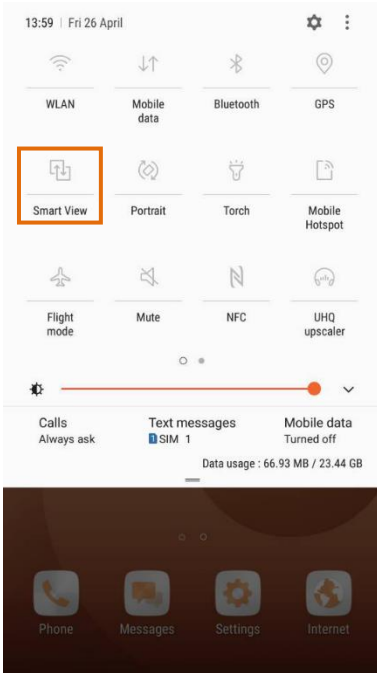 13:59 | Fri 26 April
WLAN
Mobile
data
Bluetooth
GPS
Smart View
Portrait
Torch
Mobile
Hotspot
Flight
mode
Mute
NFC
UHQ
upscaler
Calls
Always ask
Text messages
1 SIM 1
Mobile data
Turned off
Data usage : 66.93 MB / 23.44 GB
Phone
Messages
Settings
Internet